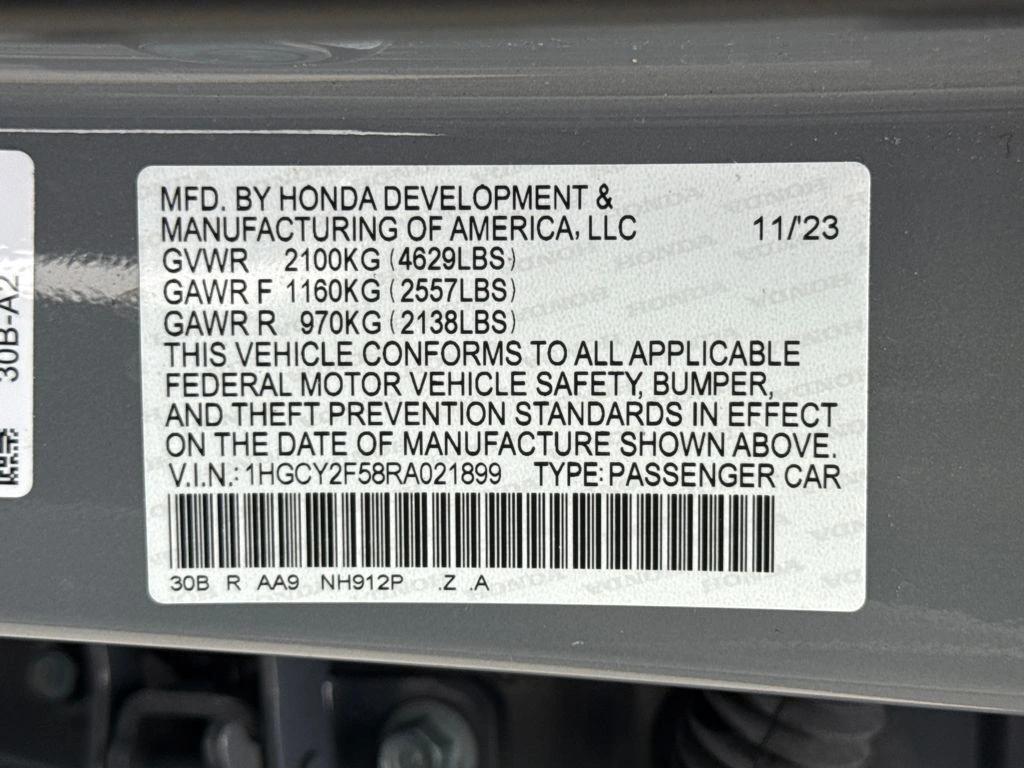 MFD. BY HONDA DEVELOPMENT &
MANUFACTURING OF AMERICA, LLC 11/'23
GVWR 2100KG (4629LBS)
GAWR F 1160KG (2557LBS)
GAWR R 970KG (2138LBS)
THIS VEHICLE CONFORMS TO ALL APPLICABLE
FEDERAL MOTOR VEHICLE SAFETY, BUMPER,
AND THEFT PREVENTION STANDARDS IN EFFECT
ON THE DATE OF MANUFACTURE SHOWN ABOVE.
V.I.N.: 1HGCY2F58RA021899 TYPE: PASSENGER CAR
30B R AA9 NH912P .Z .A
30B-A2